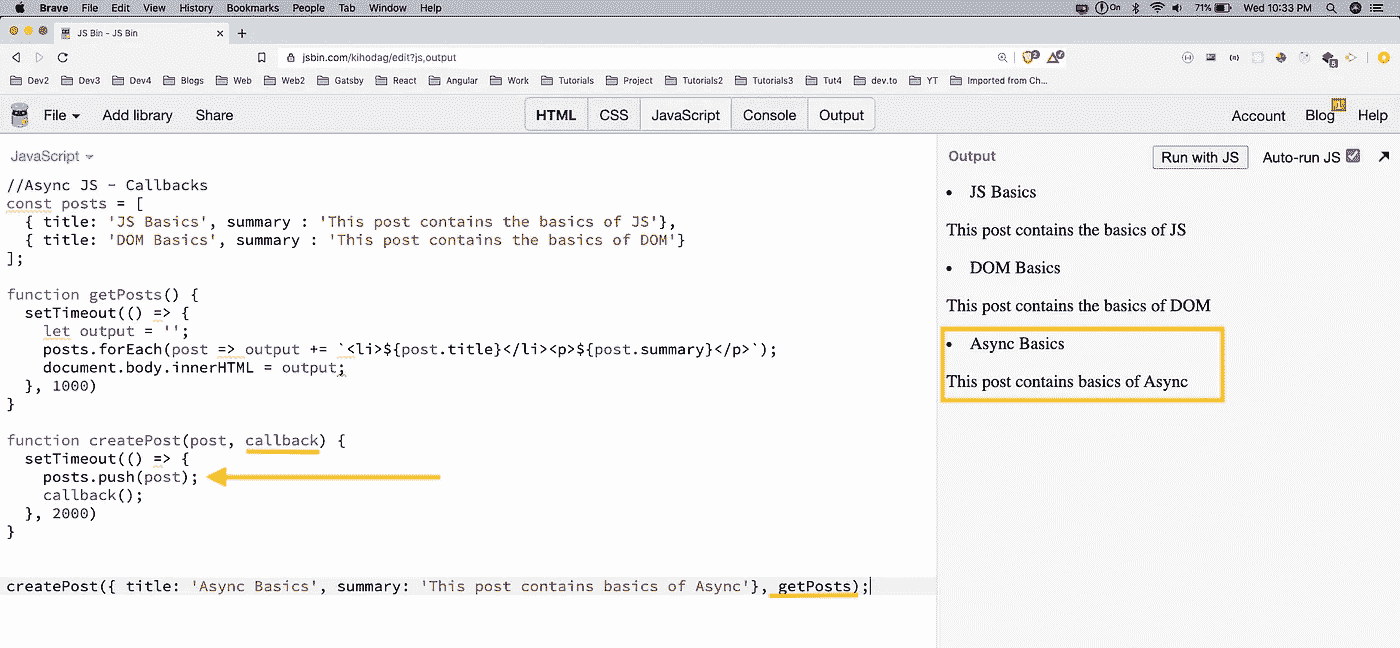 Brave File Edit View History Bookmarks People Tab Window Help On 71% Wed 10:33 PM
JS Bin - JS Bin
jsbin.com/kihodag/edit?js,output
Dev2 Dev3 Dev4 Blogs Web Web2 Gatsby React Angular Work Tutorials Project Tutorials2 Tutorials3 Tut4 dev.to YT Imported from Ch...
File Add library Share HTML CSS JavaScript Console Output Account Blog Help
JavaScript
//Async JS - Callbacks
const posts = [
  { title: 'JS Basics', summary : 'This post contains the basics of JS'},
  { title: 'DOM Basics', summary : 'This post contains the basics of DOM'}
];
function getPosts() {
  setTimeout(() => {
    let output = '';
    posts.forEach(post => output += `<li>${post.title}</li><p>${post.summary}</p>`);
    document.body.innerHTML = output;
  }, 1000)
}
function createPost(post, callback) {
  setTimeout(() => {
    posts.push(post);
    callback();
  }, 2000)
}
createPost({ title: 'Async Basics', summary: 'This post contains basics of Async'}, getPosts);
Output Run with JS Auto-run JS
• JS Basics
This post contains the basics of JS
• DOM Basics
This post contains the basics of DOM
• Async Basics
This post contains basics of Async